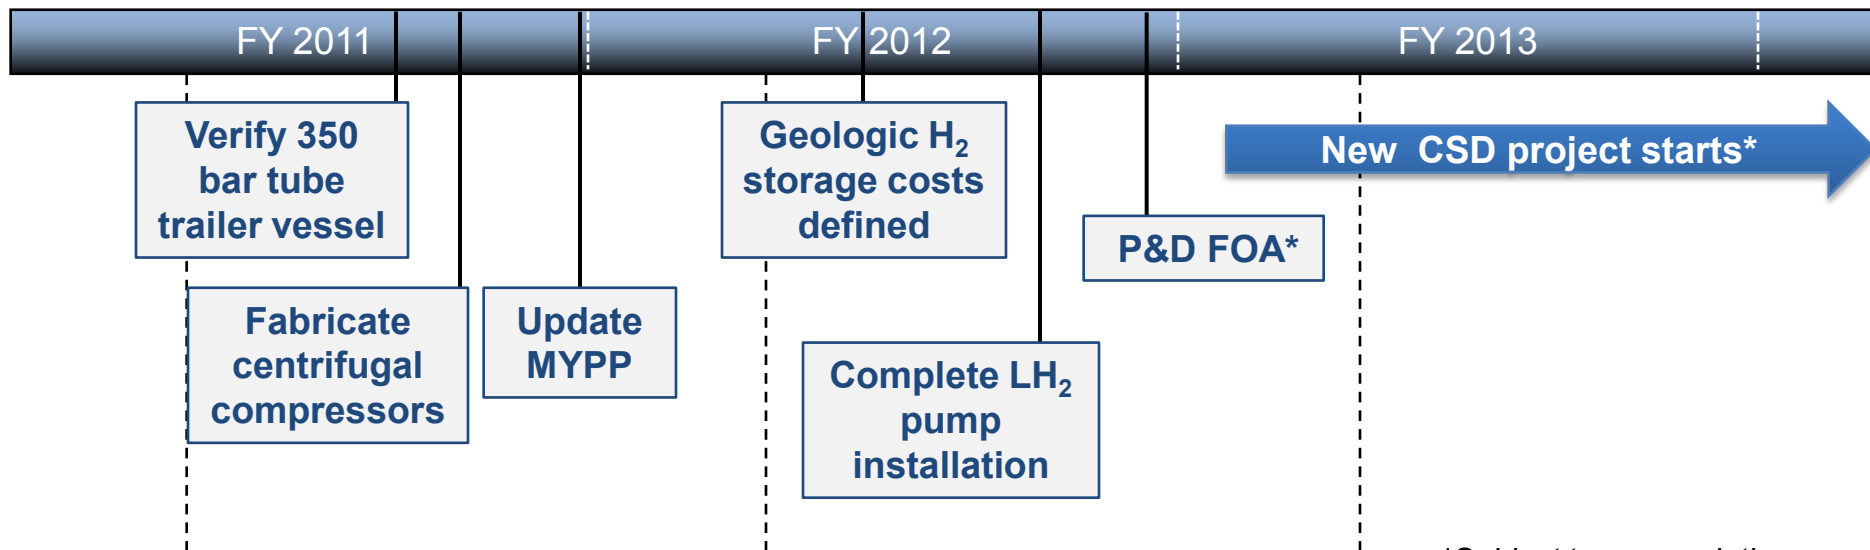 FY 2011
FY 2012
FY 2013
Verify 350
bar tube
trailer vessel
Geologic H₂
storage costs
defined
New CSD project starts*
P&D FOA*
Fabricate
centrifugal
compressors
Update
MYPP
Complete LH₂
pump
installation